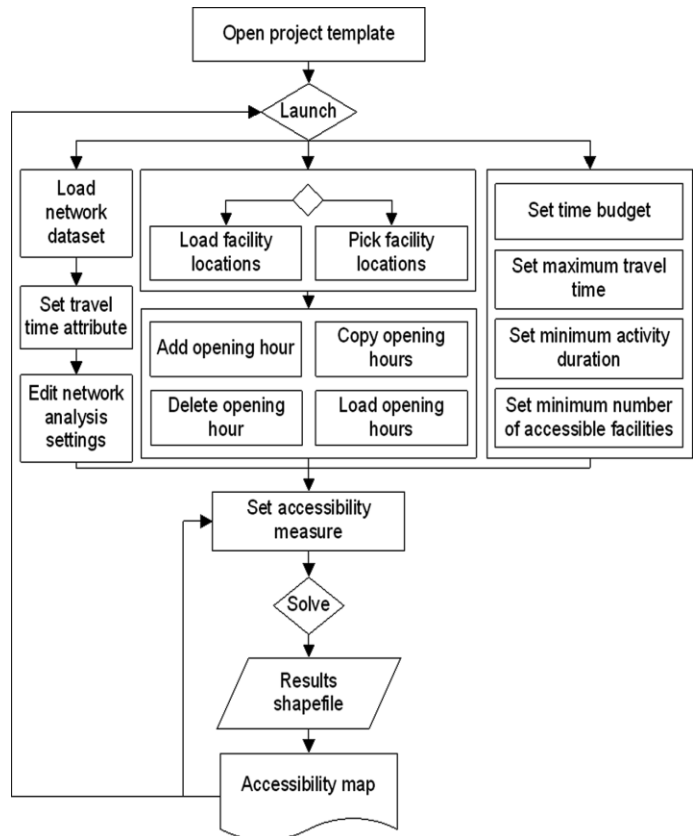 Open project template
Launch
Load
network
dataset
Set travel
time attribute
Edit network
analysis
settings
Load facility
locations
Pick facility
locations
Add opening hour
Copy opening
hours
Delete opening
hour
Load opening
hours
Set time budget
Set maximum travel
time
Set minimum activity
duration
Set minimum number
of accessible facilities
Set accessibility
measure
Solve
Results
shapefile
Accessibility map